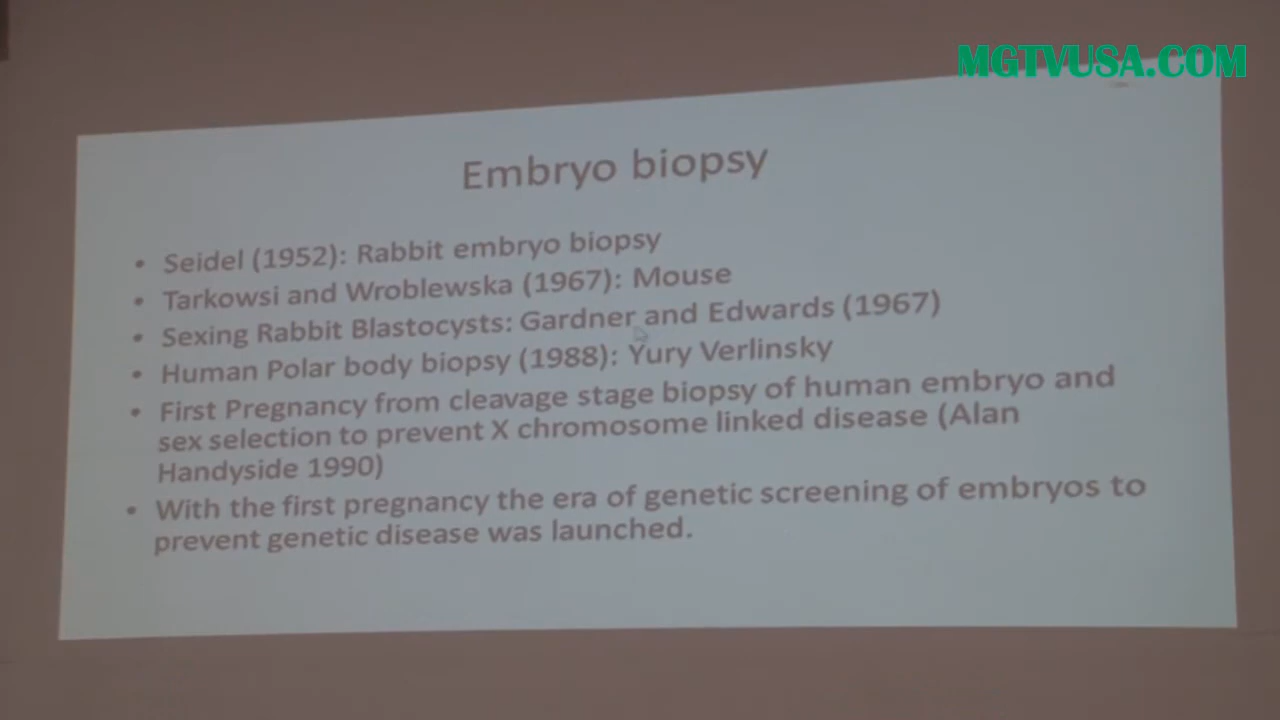 MGTVUSA.COM
Embryo biopsy
• Seidel (1952): Rabbit embryo biopsy
• Tarkowsi and Wroblewska (1967): Mouse
• Sexing Rabbit Blastocysts: Gardner and Edwards (1967)
• Human Polar body biopsy (1988): Yury Verlinsky
• First Pregnancy from cleavage stage biopsy of human embryo and
sex selection to prevent X chromosome linked disease (Alan
Handyside 1990)
• With the first pregnancy the era of genetic screening of embryos to
prevent genetic disease was launched.